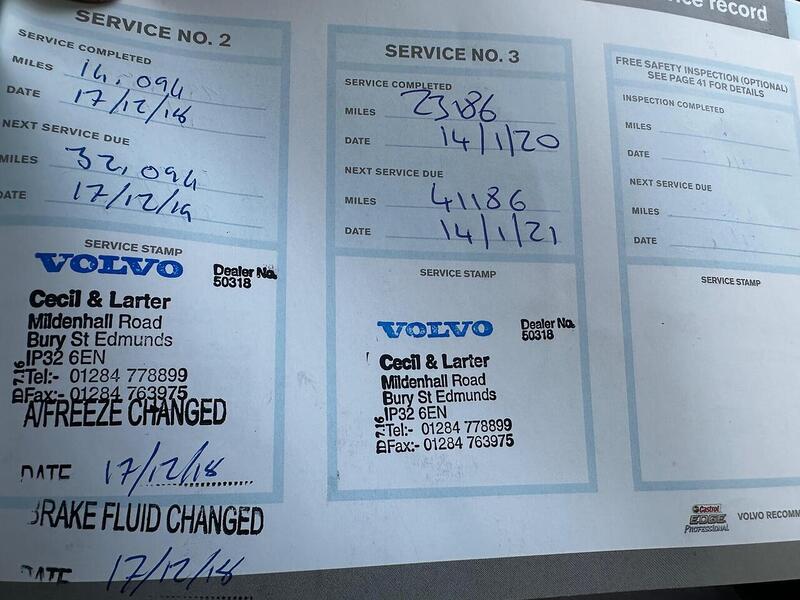 ce record
SERVICE NO. 2
SERVICE COMPLETED
MILES 14,094
DATE 17/12/18
NEXT SERVICE DUE
MILES 32,094
DATE 17/12/19
SERVICE STAMP
VOLVO Dealer No.
50318
Cecil & Larter
Mildenhall Road
Bury St Edmunds
IP32 6EN
Tel:- 01284 778899
Fax:- 01284 763975
D7.16
A/FREEZE CHANGED
DATE 17/12/18
BRAKE FLUID CHANGED
DATE 17/12/18
SERVICE NO. 3
SERVICE COMPLETED
MILES 23186
DATE 14/1/20
NEXT SERVICE DUE
MILES 41186
DATE 14/1/21
SERVICE STAMP
VOLVO Dealer No.
50318
Cecil & Larter
Mildenhall Road
Bury St Edmunds
IP32 6EN
Tel:- 01284 778899
Fax:- 01284 763975
D7.16
FREE SAFETY INSPECTION (OPTIONAL)
SEE PAGE 41 FOR DETAILS
INSPECTION COMPLETED
MILES
DATE
NEXT SERVICE DUE
MILES
DATE
SERVICE STAMP
Castrol
EDGE
PROFESSIONAL
VOLVO RECOMM